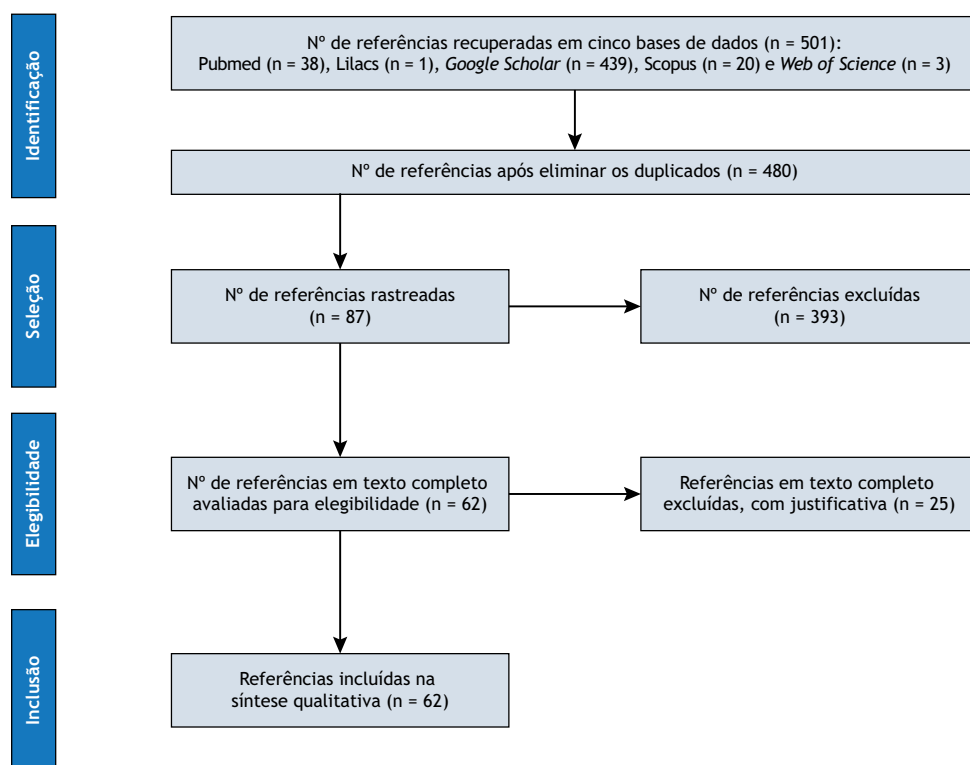 Identificação
Nº de referências recuperadas em cinco bases de dados (n = 501):
Pubmed (n = 38), Lilacs (n = 1), Google Scholar (n = 439), Scopus (n = 20) e Web of Science (n = 3)
Nº de referências após eliminar os duplicados (n = 480)
Seleção
Nº de referências rastreadas
(n = 87)
Nº de referências excluídas
(n = 393)
Elegibilidade
Nº de referências em texto completo
avaliadas para elegibilidade (n = 62)
Referências em texto completo
excluídas, com justificativa (n = 25)
Inclusão
Referências incluídas na
síntese qualitativa (n = 62)